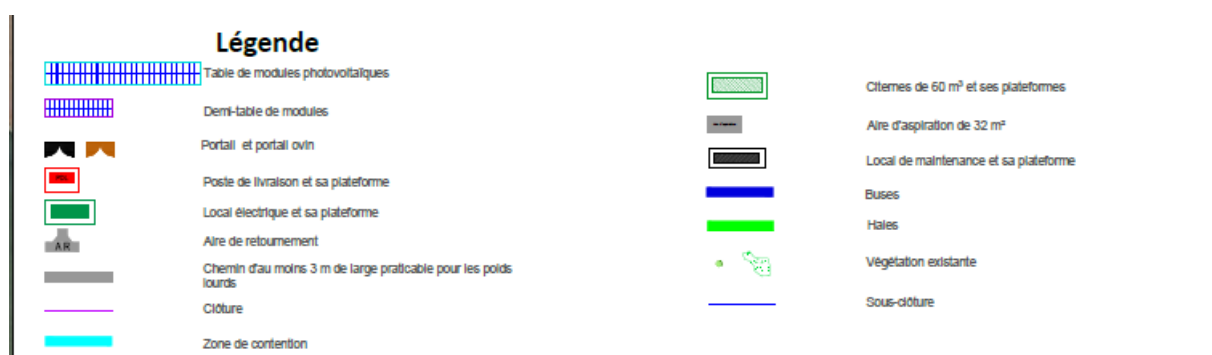 Légende
Table de modules photovoltaïques
Demi-table de modules
Portail et portail ovin
Poste de livraison et sa plateforme
Local électrique et sa plateforme
A R
Aire de retournement
Chemin d'au moins 3 m de large praticable pour les poids
lourds
Clôture
Zone de contention
Citernes de 60 m³ et ses plateformes
Aire d'aspiration de 32 m²
Local de maintenance et sa plateforme
Buses
Haies
Végétation existante
Sous-clôture